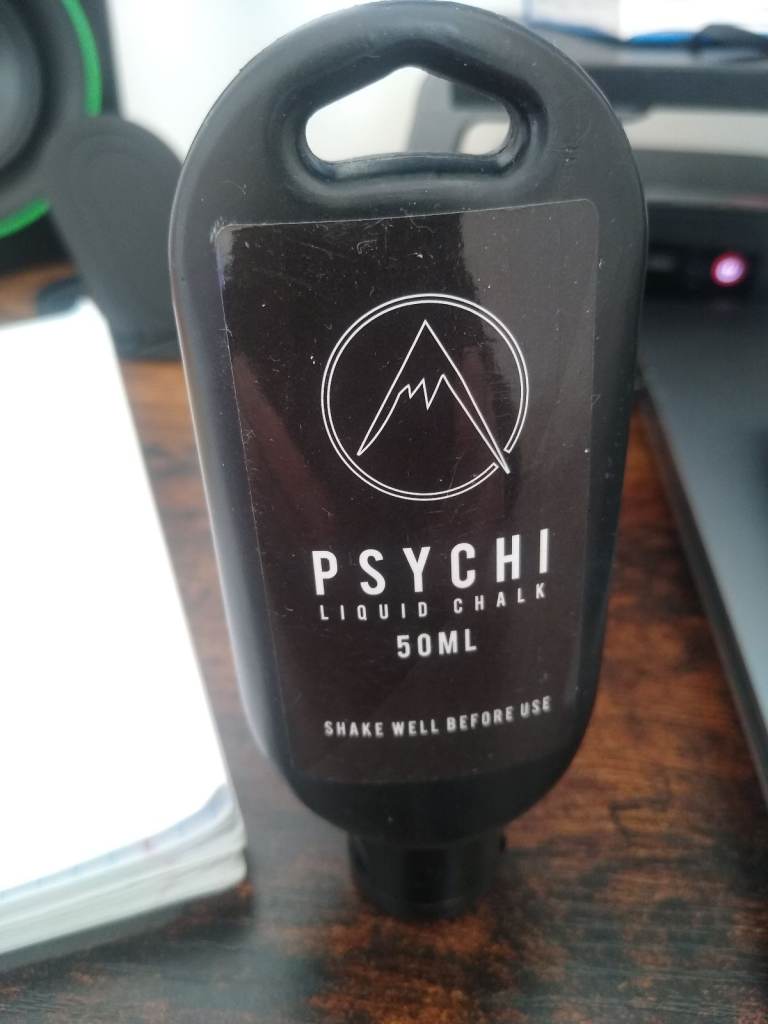 PSYCHI
LIQUID CHALK
50ML
SHAKE WELL BEFORE USE